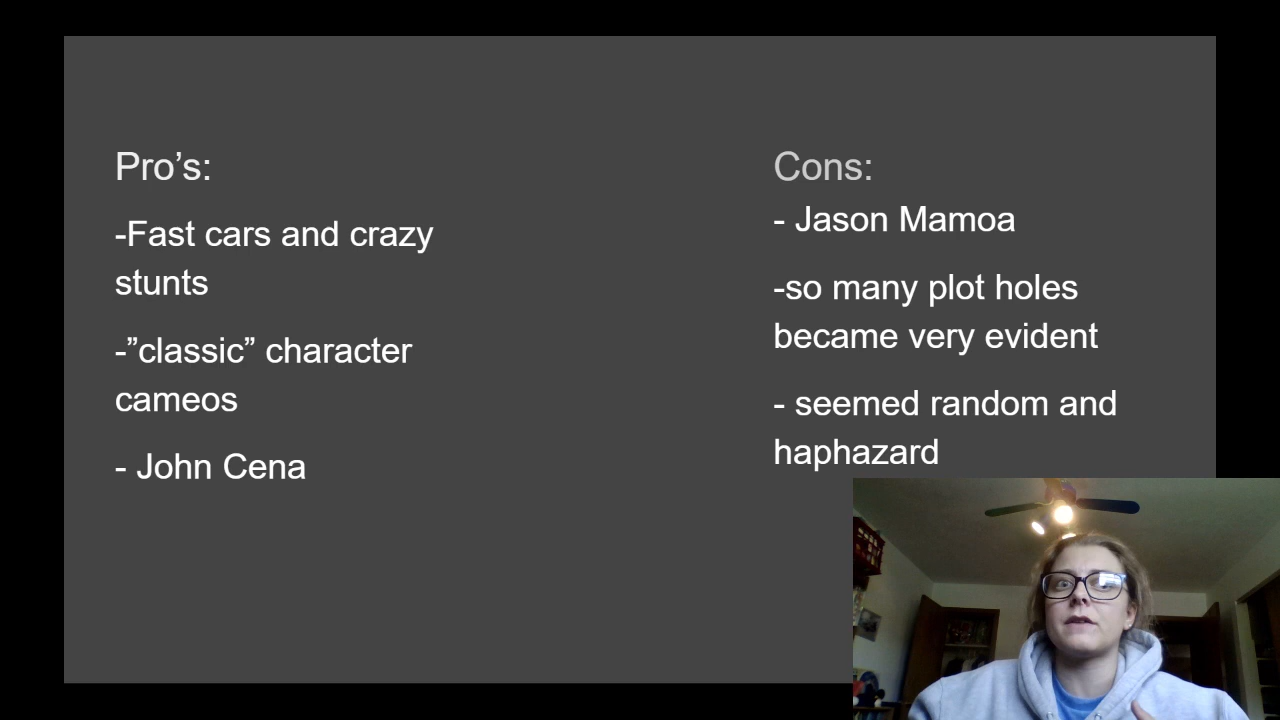 Pro’s:
-Fast cars and crazy
stunts
-”classic” character
cameos
- John Cena
Cons:
- Jason Mamoa
-so many plot holes
became very evident
- seemed random and
haphazard